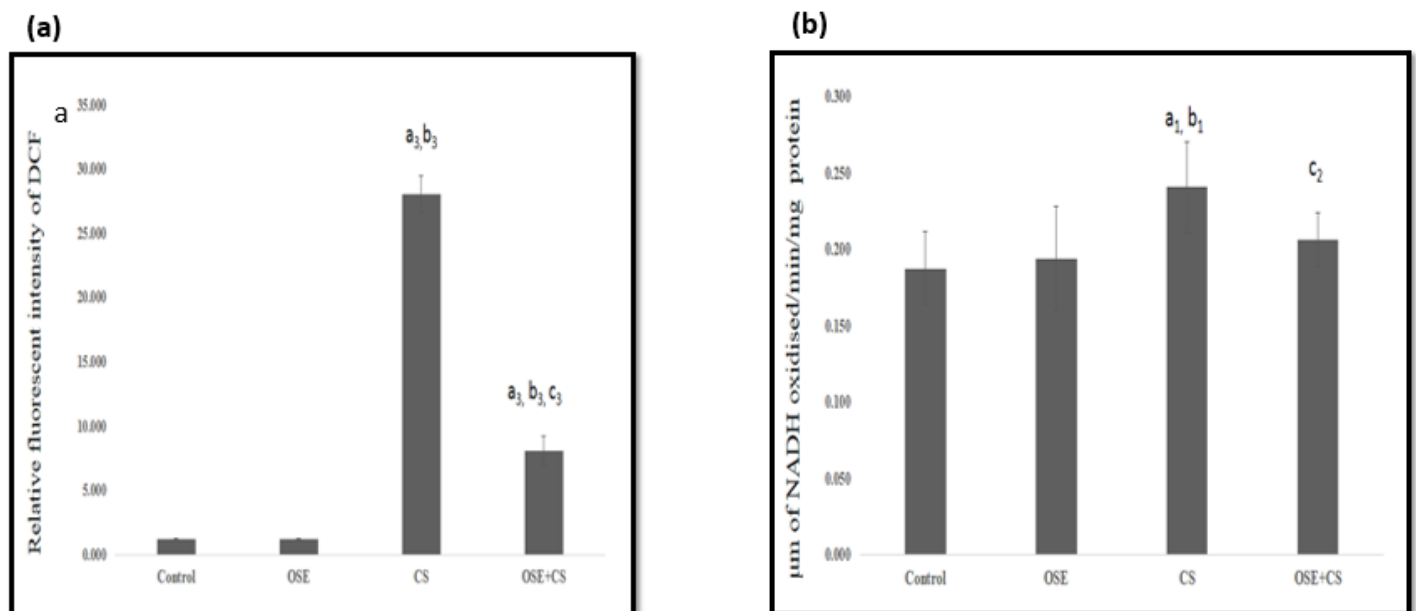 (a)
a
Relative fluorescent intensity of DCF
35.000
30.000
25.000
20.000
15.000
10.000
5.000
0.000
a₃,b₃
a₃, b₃, c₃
Control OSE CS OSE+CS
(b)
µm of NADH oxidised/min/mg protein
0.300
0.250
0.200
0.150
0.100
0.050
0.000
a₁, b₁
c₂
Control OSE CS OSE+CS